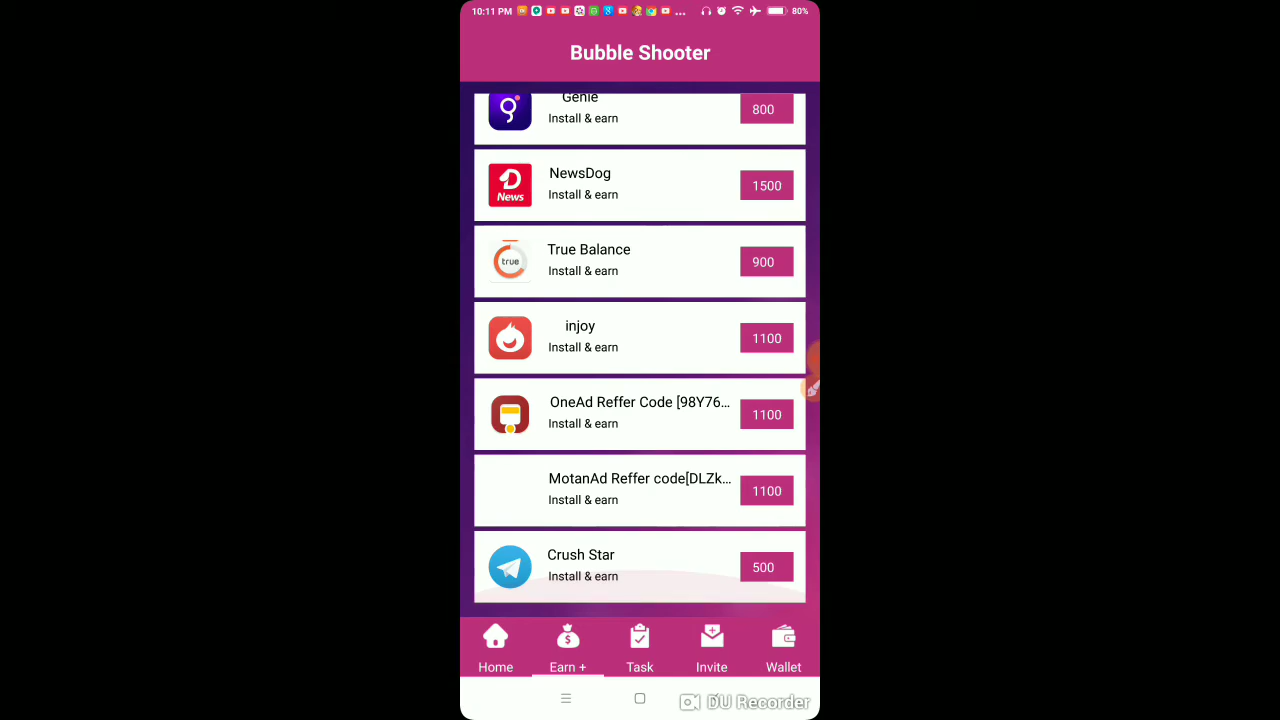 10:11 PM ... 80%
Bubble Shooter
Genie
Install & earn
800
NewsDog
Install & earn
1500
News
True Balance
Install & earn
900
true
injoy
Install & earn
1100
OneAd Reffer Code [98Y76...
Install & earn
1100
MotanAd Reffer code[DLZk...
Install & earn
1100
Crush Star
Install & earn
500
Home Earn + Task Invite Wallet
DU Recorder